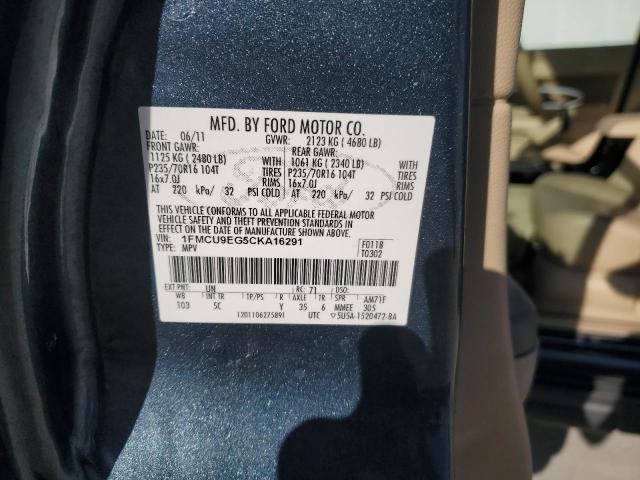 MFD. BY FORD MOTOR CO.
DATE: 06/11 GVWR: 2123 KG ( 4680 LB)
FRONT GAWR: REAR GAWR:
1125 KG ( 2480 LB) WITH 1061 KG ( 2340 LB) WITH
P235/70R16 104T TIRES P235/70R16 104T TIRES
16x7.0J RIMS 16x7.0J RIMS
AT 220 kPa/ 32 PSI COLD AT 220 kPa/ 32 PSI COLD
THIS VEHICLE CONFORMS TO ALL APPLICABLE FEDERAL MOTOR
VEHICLE SAFETY AND BUMPER AND THEFT PREVENTION STANDARDS IN
EFFECT ON THE DATE OF MANUFACTURE SHOWN ABOVE.
VIN: 1FMCU9EG5CKA16291 F0118
TYPE: MPV T0302
EXT PNT: UN RC: 71 DSO:
WB INT TR TP/PS R AXLE TR SPR AM71F
103 5C Y 35 6 MMEE 305
1201106275891 UTC 5U5A-1520472-BA